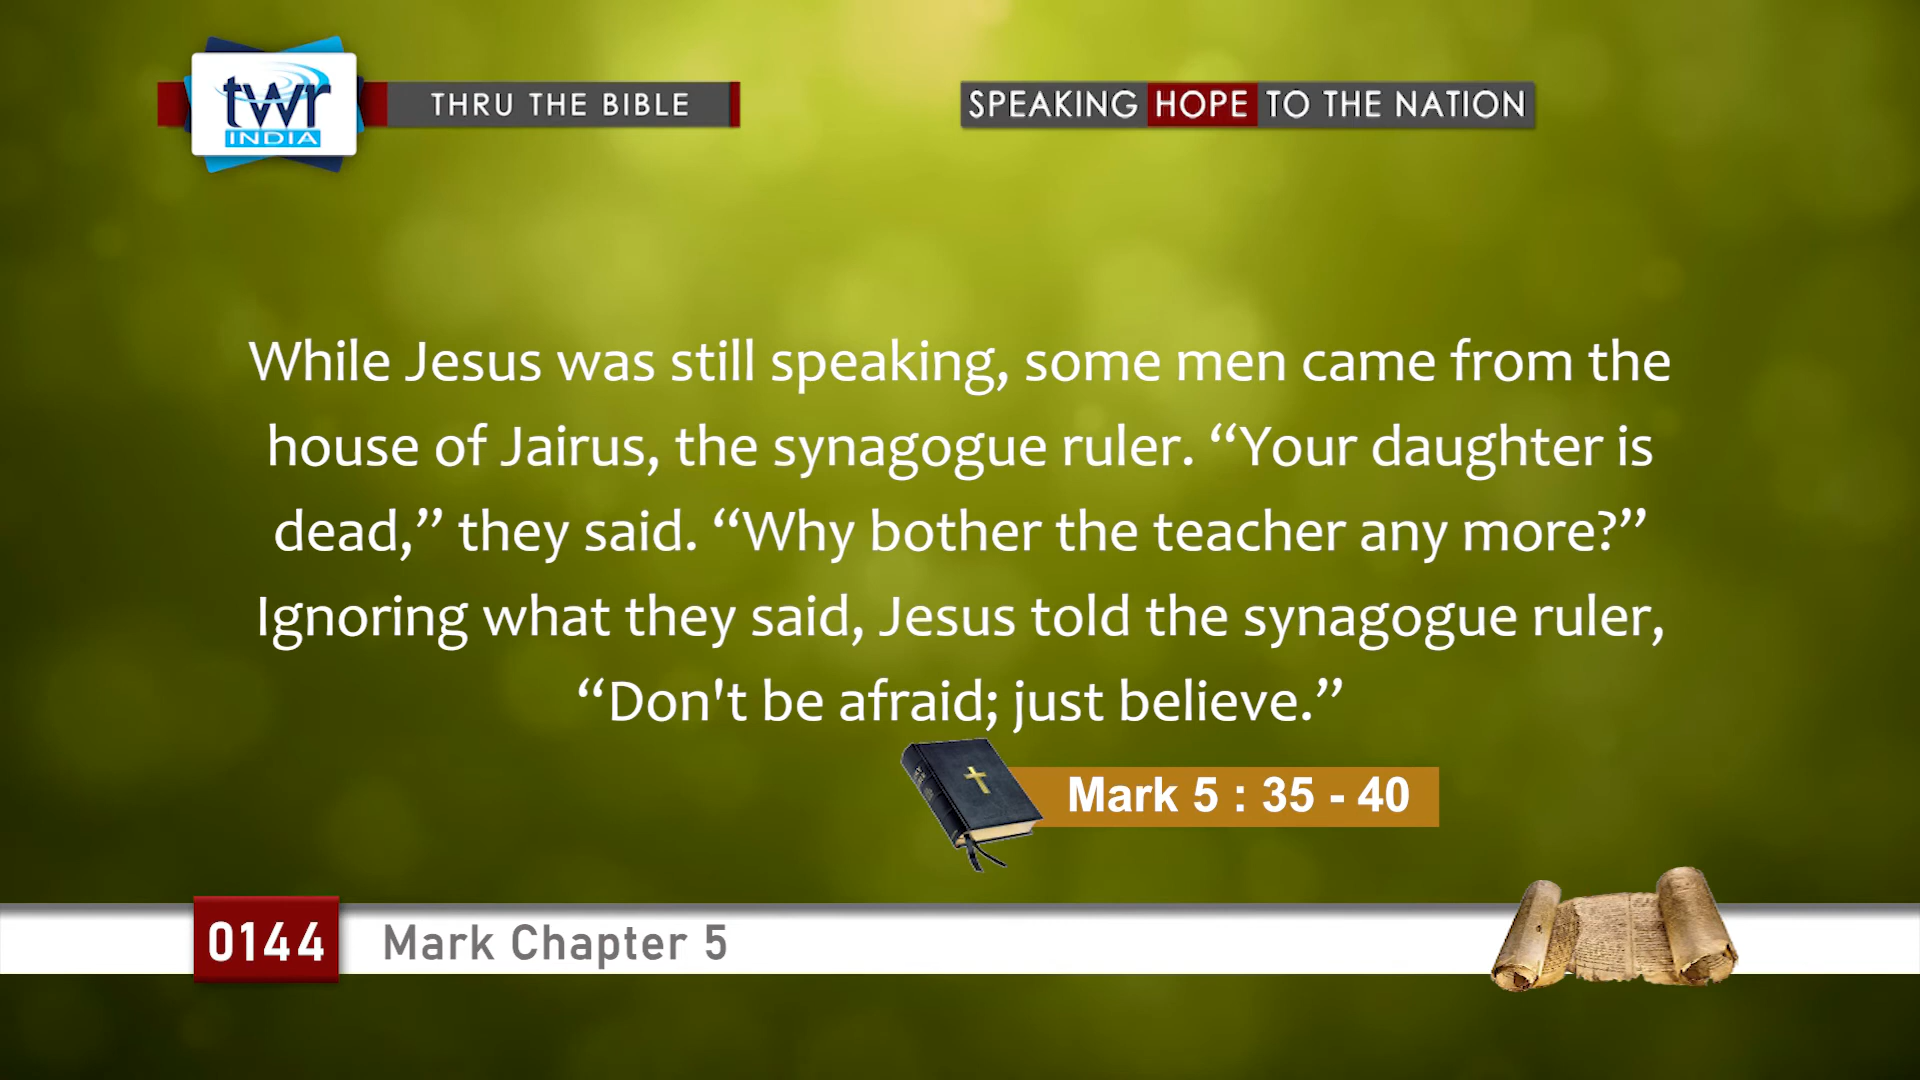 twr
INDIA
THRU THE BIBLE
SPEAKING HOPE TO THE NATION
While Jesus was still speaking, some men came from the
house of Jairus, the synagogue ruler. “Your daughter is
dead,” they said. “Why bother the teacher any more?”
Ignoring what they said, Jesus told the synagogue ruler,
“Don't be afraid; just believe.”
Mark 5 : 35 - 40
0144
Mark Chapter 5